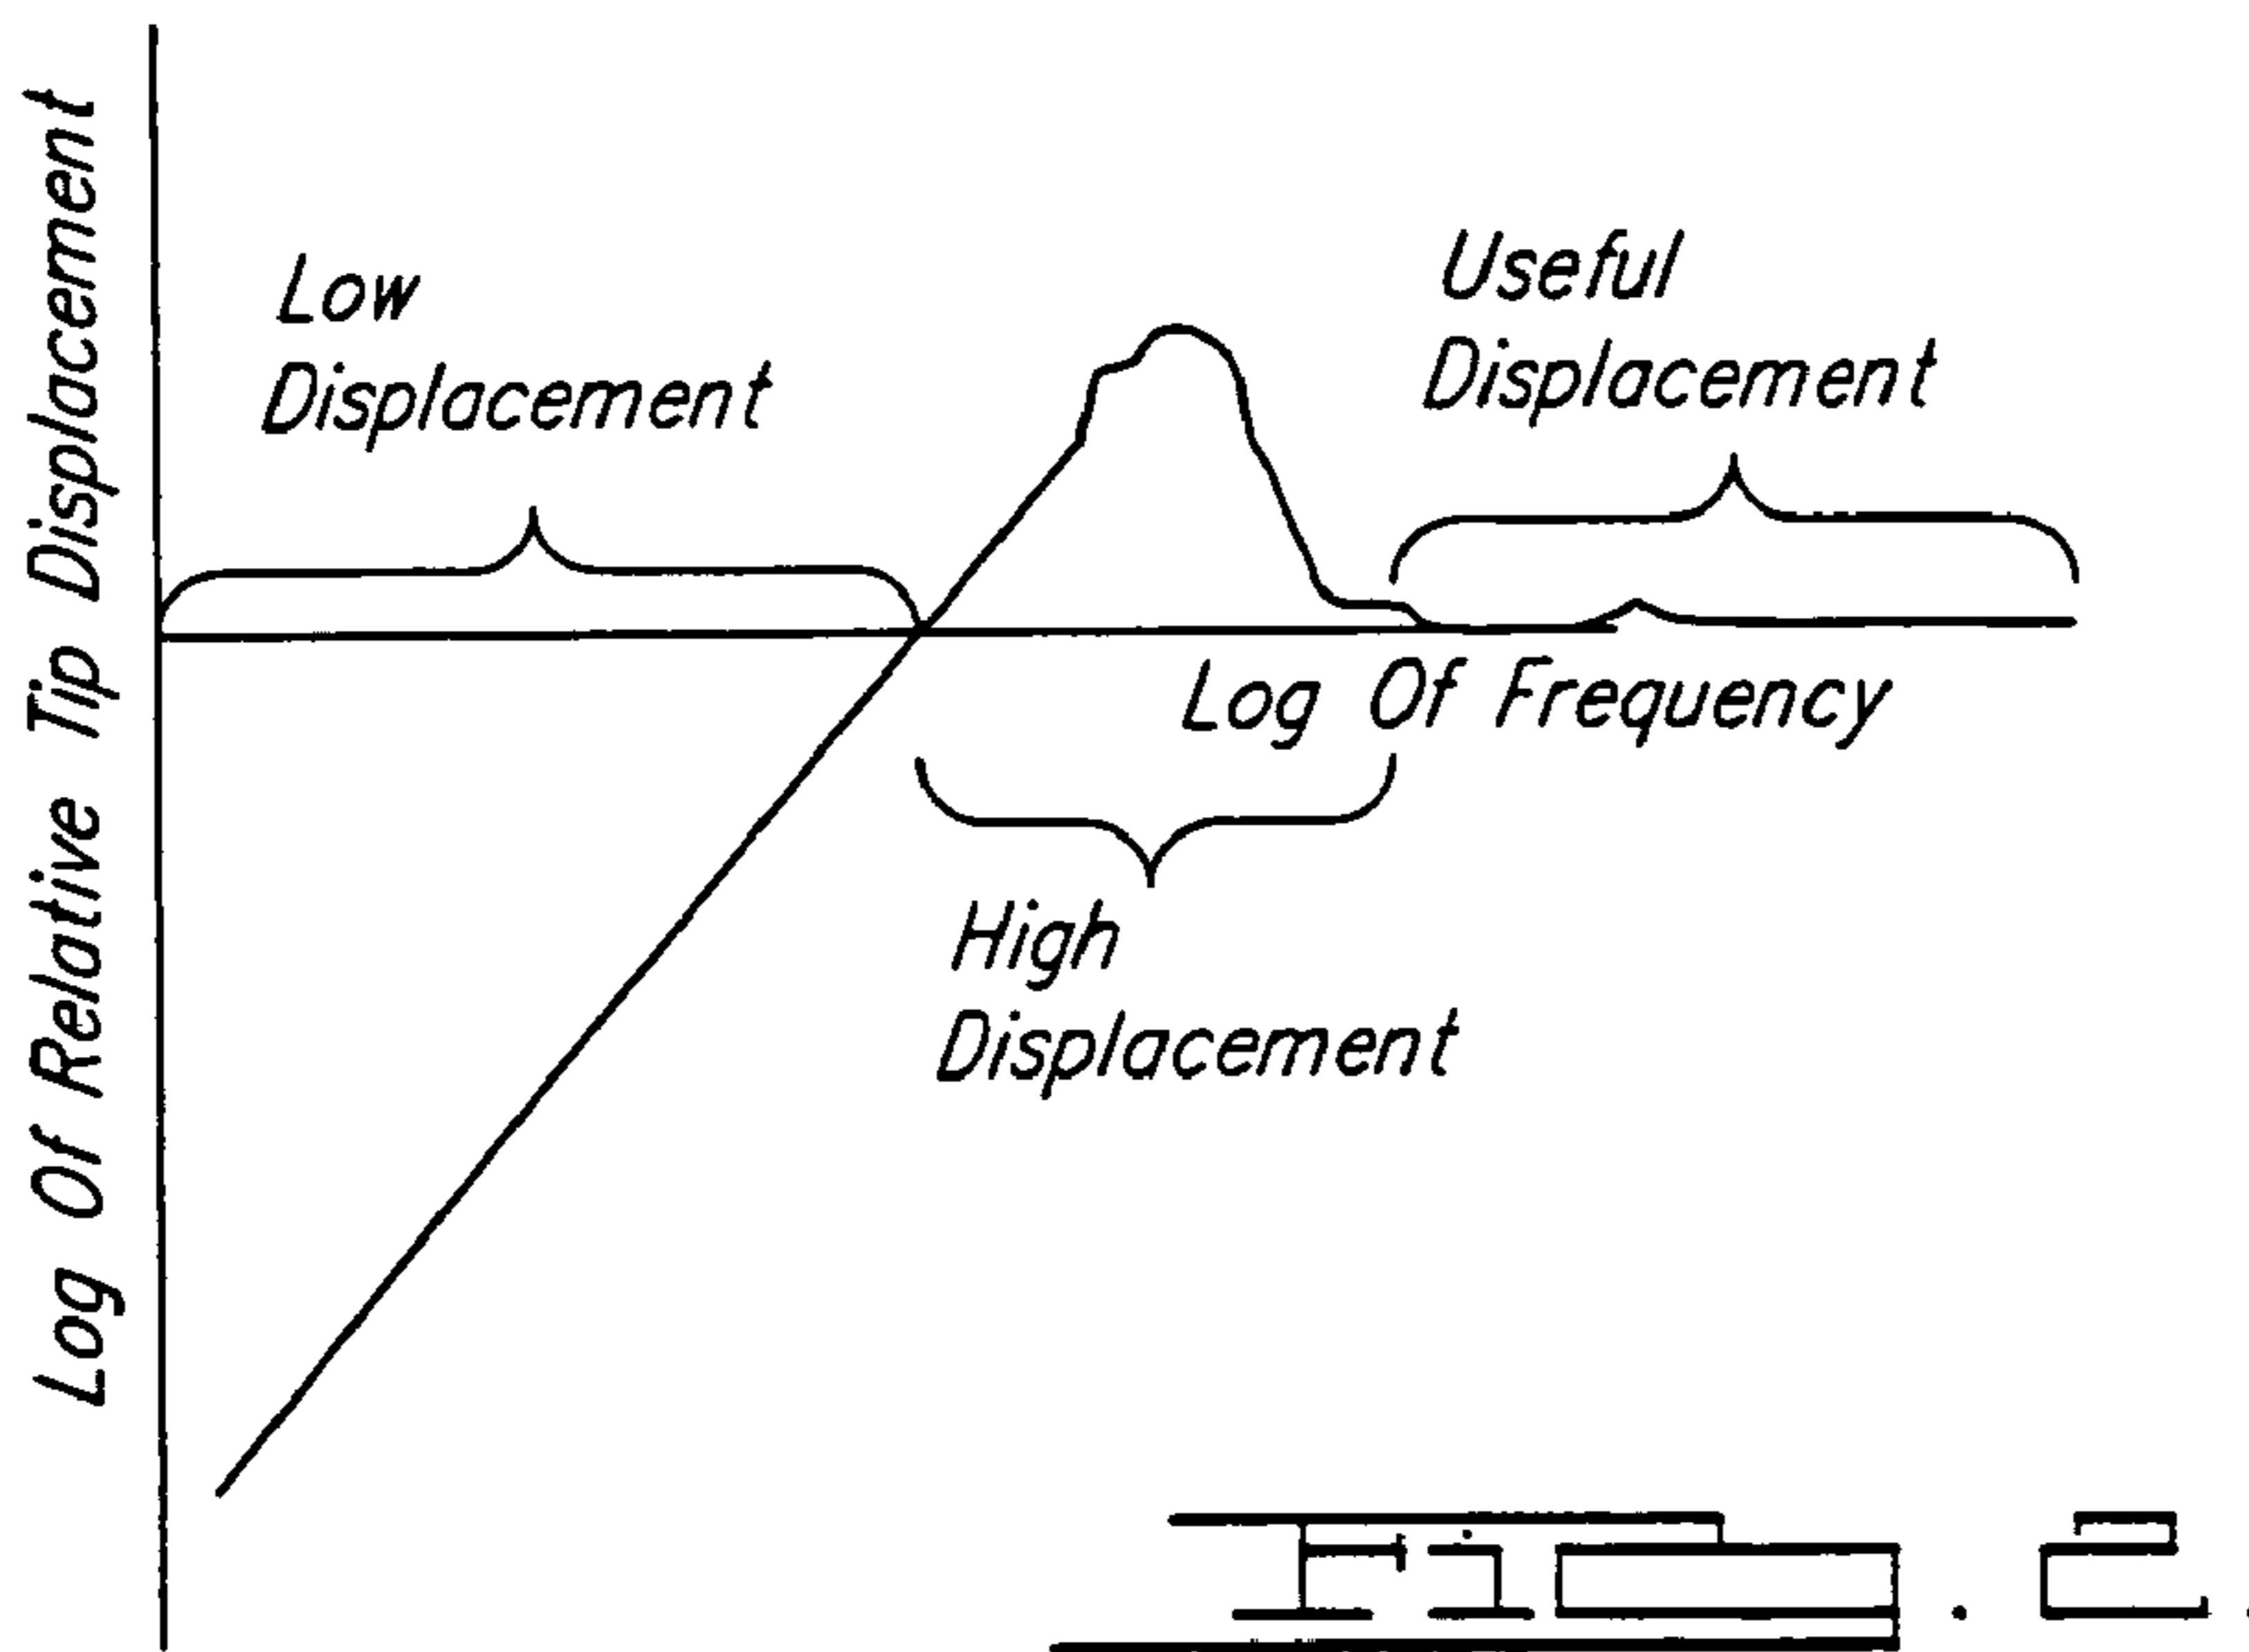 Log Of Relative Tip Displacement
Low
Displacement
Useful
Displacement
Log Of Frequency
High
Displacement
Fig. 2.